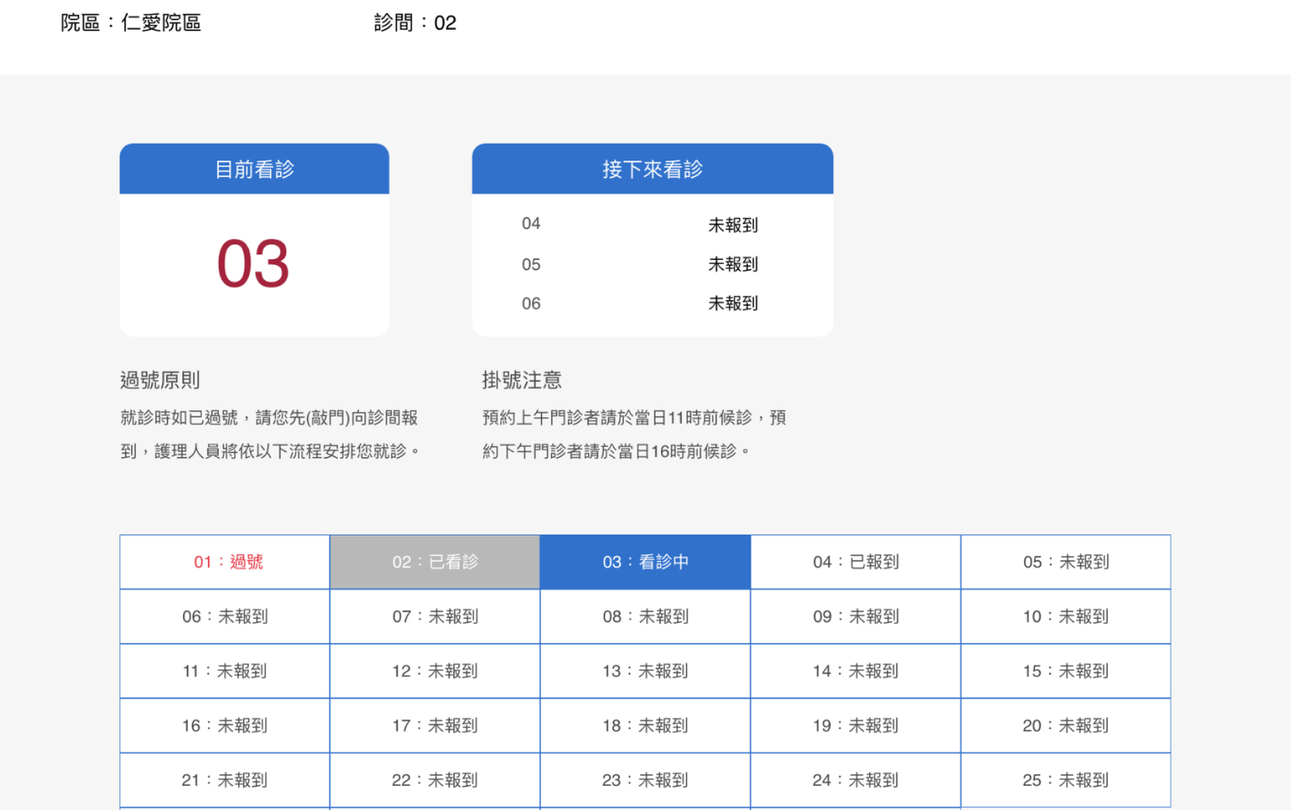 院區：仁愛院區 診間：02
目前看診
03
接下來看診
04 未報到
05 未報到
06 未報到
過號原則
就診時如已過號，請您先(敲門)向診間報
到，護理人員將依以下流程安排您就診。
掛號注意
預約上午門診者請於當日11時前候診，預
約下午門診者請於當日16時前候診。
01：過號 02：已看診 03：看診中 04：已報到 05：未報到
06：未報到 07：未報到 08：未報到 09：未報到 10：未報到
11：未報到 12：未報到 13：未報到 14：未報到 15：未報到
16：未報到 17：未報到 18：未報到 19：未報到 20：未報到
21：未報到 22：未報到 23：未報到 24：未報到 25：未報到